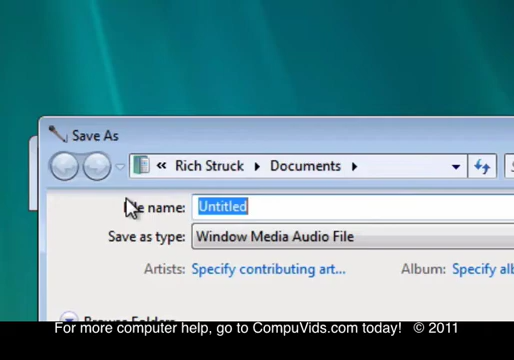 Save As
Rich Struck Documents
name: Untitled
Save as type: Window Media Audio File
Artists: Specify contributing art... Album: Specify alb
Browse Folders
For more computer help, go to CompuVids.com today! © 2011